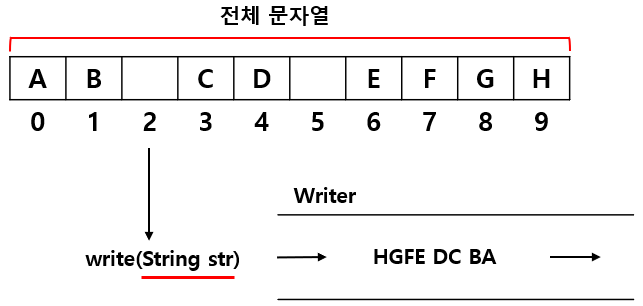 전체 문자열
A B C D E F G H
0 1 2 3 4 5 6 7 8 9
Writer
write(String str)
HGFE DC BA